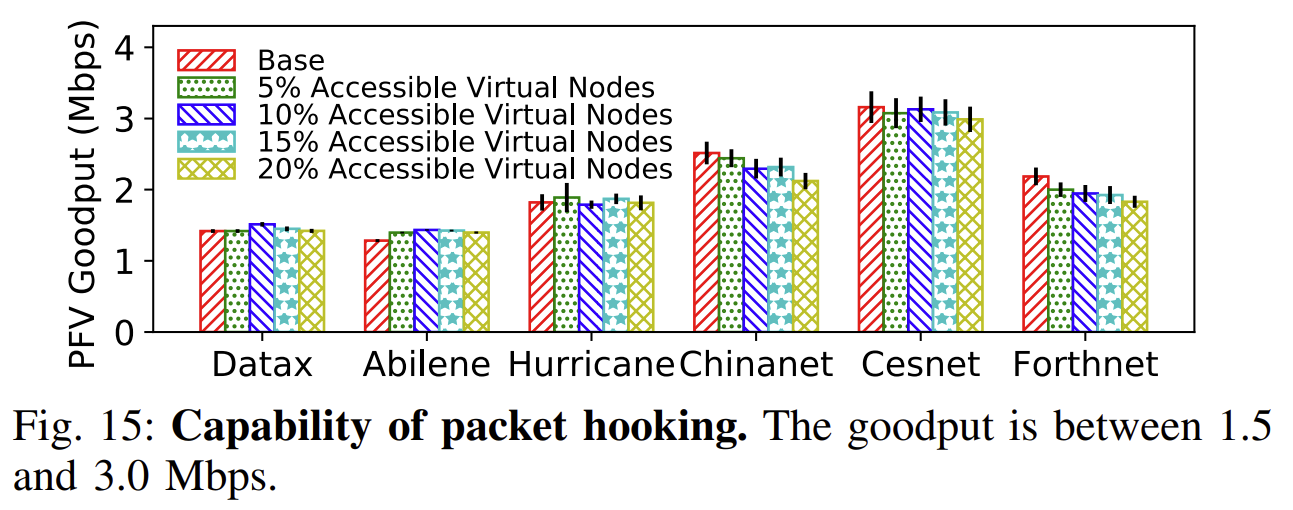 PFV Goodput (Mbps)
4
3
2
1
0
Base
5% Accessible Virtual Nodes
10% Accessible Virtual Nodes
15% Accessible Virtual Nodes
20% Accessible Virtual Nodes
Datax Abilene Hurricane Chinanet Cesnet Forthnet
Fig. 15: Capability of packet hooking. The goodput is between 1.5
and 3.0 Mbps.